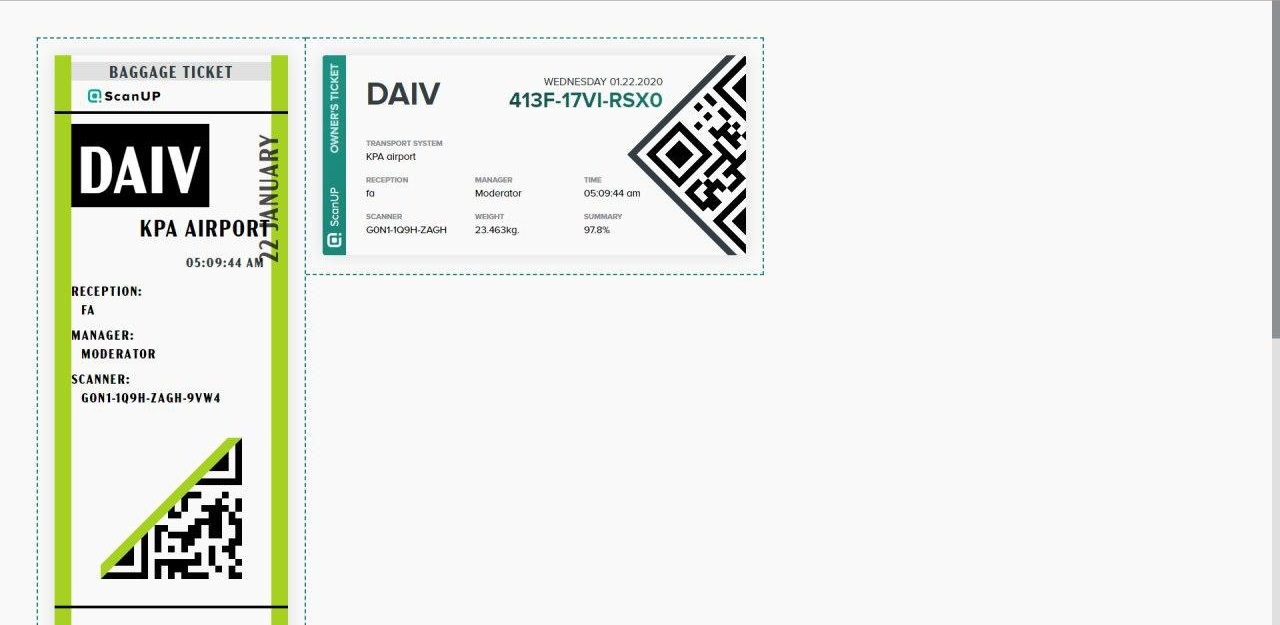 BAGGAGE TICKET
ScanUP
DAIV
22 JANUARY
KPA AIRPORT
05:09:44 AM
RECEPTION:
FA
MANAGER:
MODERATOR
SCANNER:
G0N1-1Q9H-ZAGH-9VW4
OWNER'S TICKET
ScanUP
DAIV
WEDNESDAY 01.22.2020
413F-17VI-RSX0
TRANSPORT SYSTEM
KPA airport
RECEPTION
MANAGER
TIME
fa
Moderator
05:09:44 am
SCANNER
WEIGHT
SUMMARY
G0N1-1Q9H-ZAGH
23.463kg.
97.8%